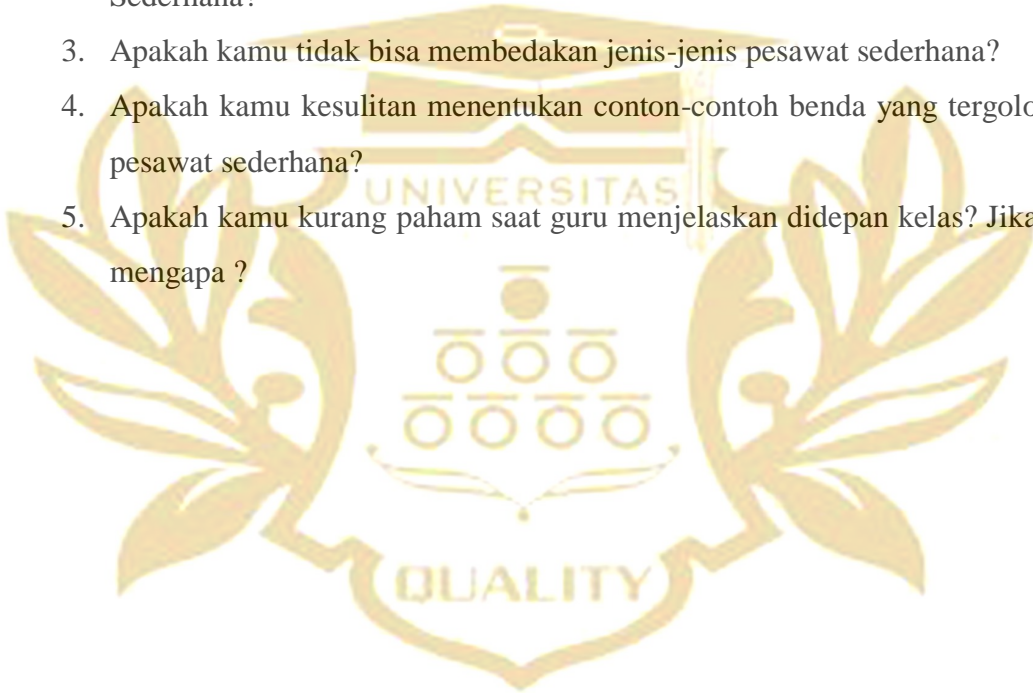 Sederhana?
3. Apakah kamu tidak bisa membedakan jenis-jenis pesawat sederhana?
4. Apakah kamu kesulitan menentukan conton-contoh benda yang tergolo
pesawat sederhana?
5. Apakah kamu kurang paham saat guru menjelaskan didepan kelas? Jika
mengapa ?
UNIVERSITAS
QUALITY